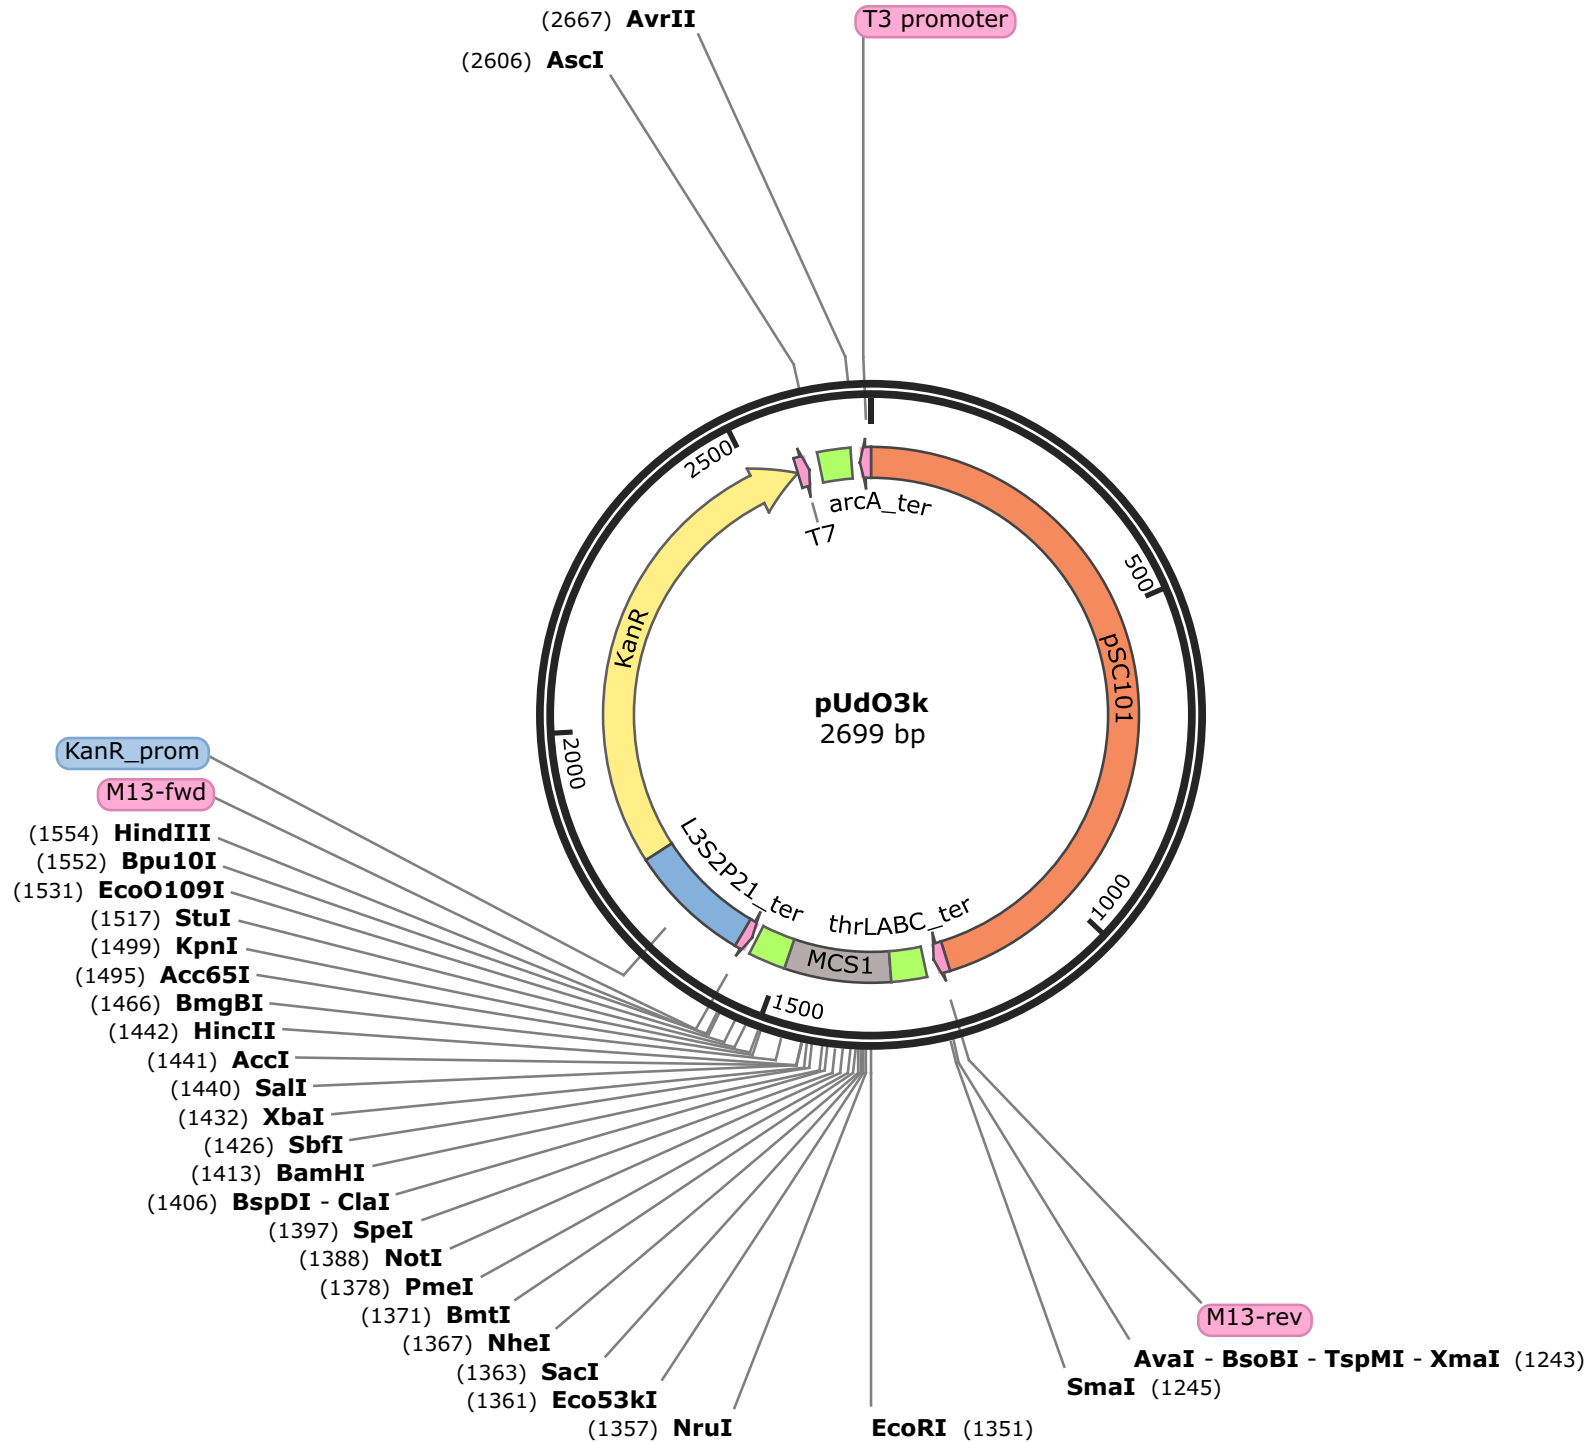 (2667) AvrII
T3 promoter
(2606) AscI
2500
arcA_ter
T7
500
KanR
pSC101
pUdO3k
2699 bp
2000
KanR_prom
M13-fwd
L3S2P21_ter
thrLABC_ter
1000
MCS1
1500
(1554) HindIII
(1552) Bpu10I
(1531) EcoO109I
(1517) StuI
(1499) KpnI
(1495) Acc65I
(1466) BmgBI
(1442) HincII
(1441) AccI
(1440) SalI
(1432) XbaI
(1426) SbfI
(1413) BamHI
(1406) BspDI - ClaI
(1397) SpeI
(1388) NotI
(1378) PmeI
(1371) BmtI
(1367) NheI
(1363) SacI
(1361) Eco53kI
(1357) NruI
EcoRI (1351)
M13-rev
AvaI - BsoBI - TspMI - XmaI (1243)
SmaI (1245)